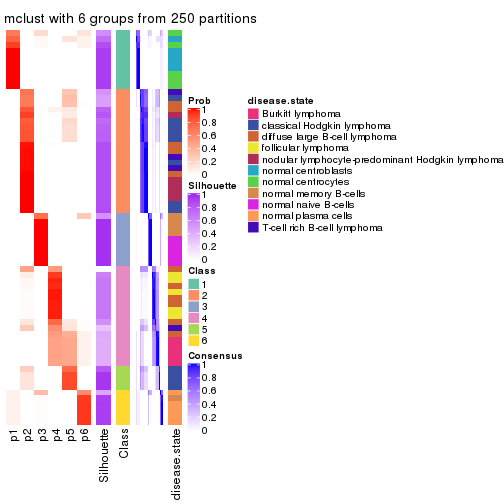 mclust with 6 groups from 250 partitions
Prob
1
0.8
0.6
0.4
0.2
0
Silhouette
1
0.8
0.6
0.4
0.2
0
Class
1
2
3
4
5
6
Consensus
1
0.8
0.6
0.4
0.2
0
disease.state
Burkitt lymphoma
classical Hodgkin lymphoma
diffuse large B-cell lymphoma
follicular lymphoma
nodular lymphocyte-predominant Hodgkin lymphoma
normal centroblasts
normal centrocytes
normal memory B-cells
normal naive B-cells
normal plasma cells
T-cell rich B-cell lymphoma
p1
p2
p3
p4
p5
p6
Silhouette
Class
disease.state